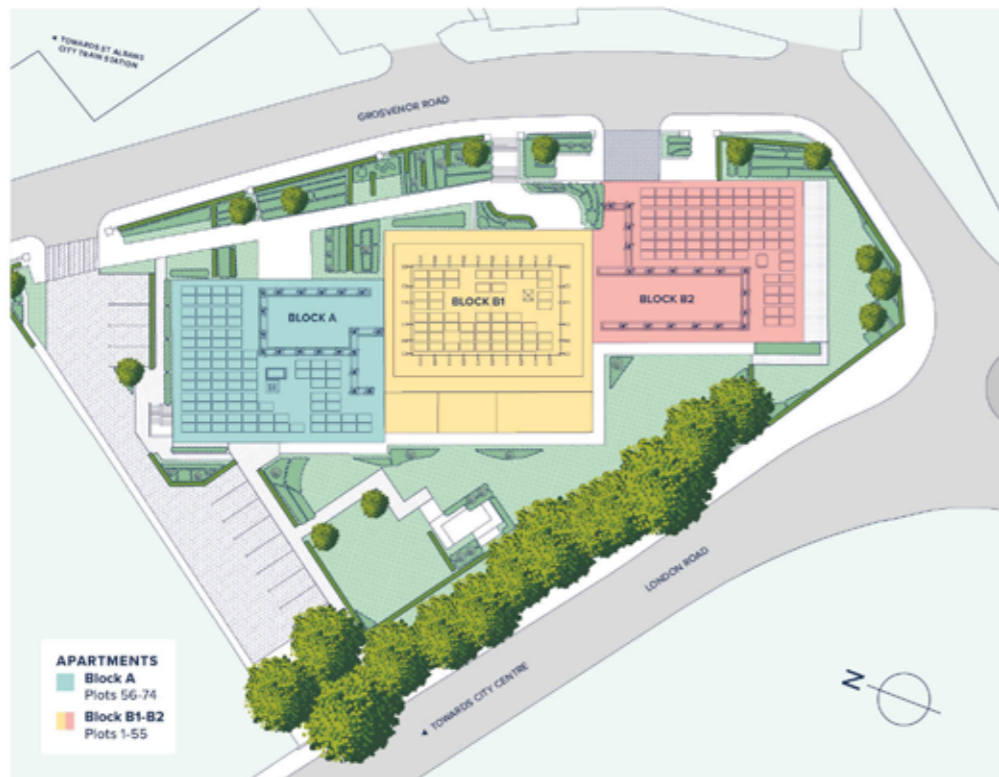 ◀ TOWARDS ST ALBANS
CITY TRAIN STATION
GROSVENOR ROAD
BLOCK A
BLOCK B1
BLOCK B2
LONDON ROAD
◀ TOWARDS CITY CENTRE
N
APARTMENTS
Block A
Plots 56-74
Block B1-B2
Plots 1-55